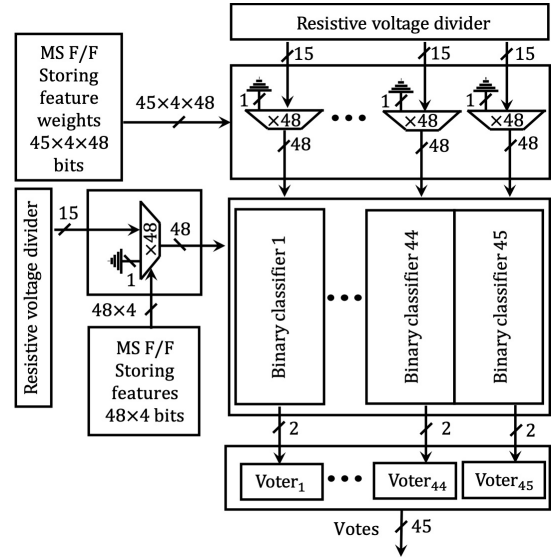 Resistive voltage divider
MS F/F
Storing
feature
weights
45×4×48
bits
45×4×48
15
15
15
1
1
1
×48
×48
×48
48
48
48
Resistive voltage divider
15
×48
48
1
48×4
MS F/F
Storing
features
48×4 bits
Binary classifier 1
Binary classifier 44
Binary classifier 45
2
2
2
Voter1
Voter44
Voter45
Votes
45